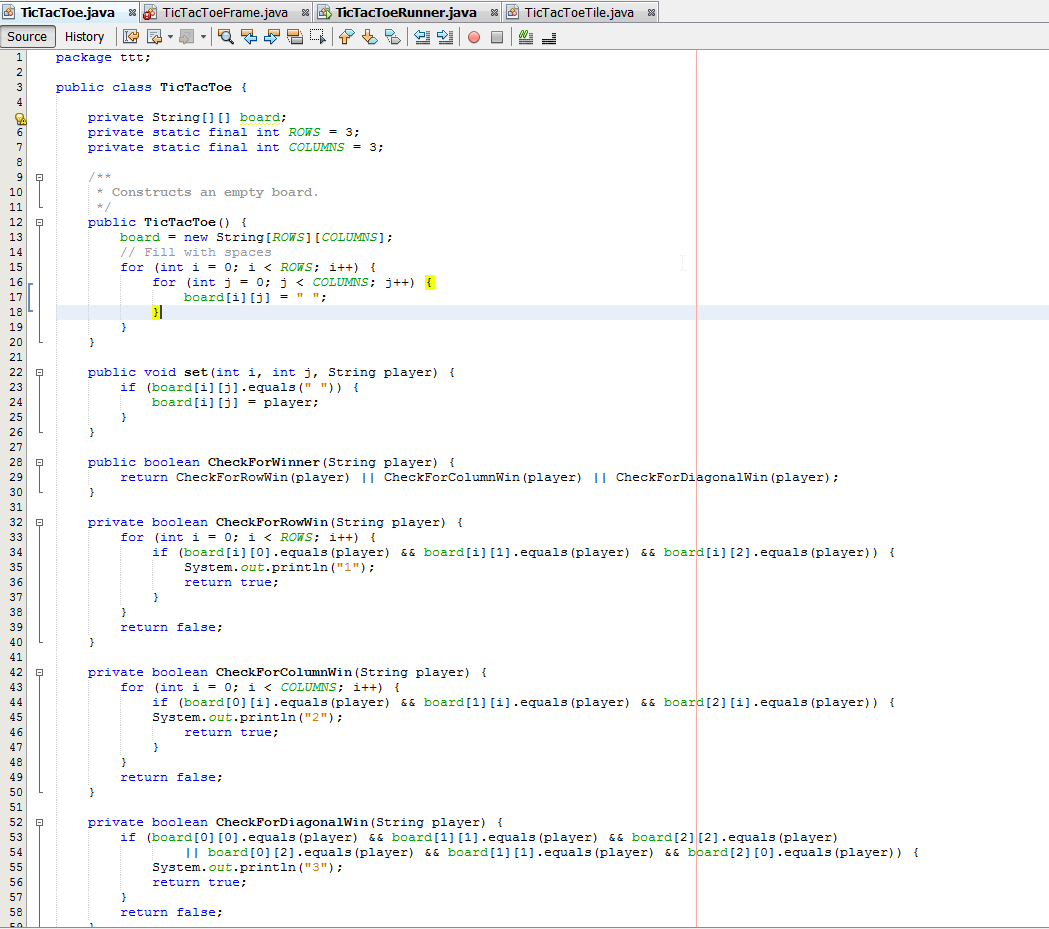 TicTacToe.java TicTacToeFrame.java TicTacToeRunner.java TicTacToeTile.java
Source History
1 package ttt;
2
3 public class TicTacToe {
4
private String[][] board;
6 private static final int ROWS = 3;
7 private static final int COLUMNS = 3;
8
9 /**
10 * Constructs an empty board.
11 */
12 public TicTacToe() {
13 board = new String[ROWS][COLUMNS];
14 // Fill with spaces
15 for (int i = 0; i < ROWS; i++) {
16 for (int j = 0; j < COLUMNS; j++) {
17 board[i][j] = " ";
18 }
19 }
20 }
21
22 public void set(int i, int j, String player) {
23 if (board[i][j].equals(" ")) {
24 board[i][j] = player;
25 }
26 }
27
28 public boolean CheckForWinner(String player) {
29 return CheckForRowWin(player) || CheckForColumnWin(player) || CheckForDiagonalWin(player);
30 }
31
32 private boolean CheckForRowWin(String player) {
33 for (int i = 0; i < ROWS; i++) {
34 if (board[i][0].equals(player) && board[i][1].equals(player) && board[i][2].equals(player)) {
35 System.out.println("1");
36 return true;
37 }
38 }
39 return false;
40 }
41
42 private boolean CheckForColumnWin(String player) {
43 for (int i = 0; i < COLUMNS; i++) {
44 if (board[0][i].equals(player) && board[1][i].equals(player) && board[2][i].equals(player)) {
45 System.out.println("2");
46 return true;
47 }
48 }
49 return false;
50 }
51
52 private boolean CheckForDiagonalWin(String player) {
53 if (board[0][0].equals(player) && board[1][1].equals(player) && board[2][2].equals(player)
54 || board[0][2].equals(player) && board[1][1].equals(player) && board[2][0].equals(player)) {
55 System.out.println("3");
56 return true;
57 }
58 return false;
59 }